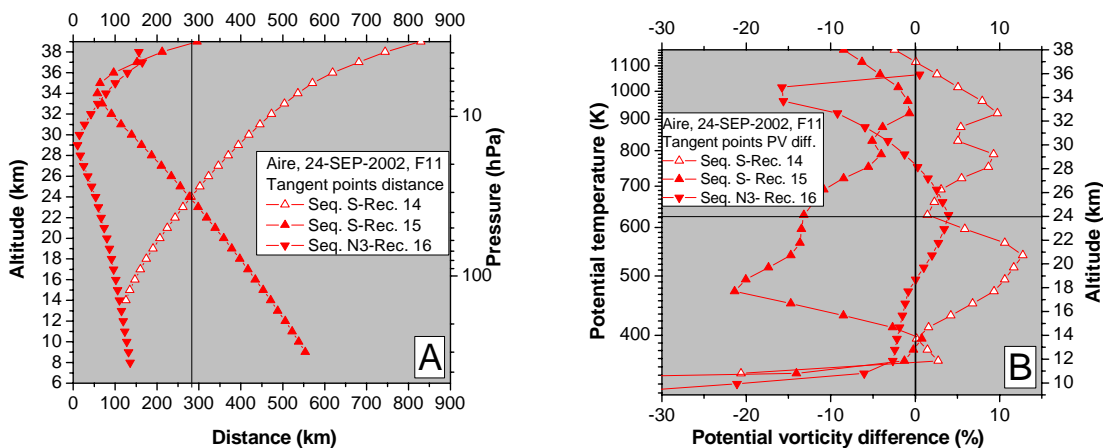 0 100 200 300 400 500 600 700 800 900
38
36
34
32
30
28
26
24
22
20
18
16
14
12
10
8
6
Altitude (km)
10
100
Pressure (hPa)
Aire, 24-SEP-2002, F11
Tangent points distance
Seq. S-Rec. 14
Seq. S-Rec. 15
Seq. N3-Rec. 16
A
0 100 200 300 400 500 600 700 800 900
Distance (km)
1100
1000
900
800
700
600
500
400
Potential temperature (K)
Aire, 24-SEP-2002, F11
Tangent points PV diff.
Seq. S-Rec. 14
Seq. S- Rec. 15
Seq. N3- Rec. 16
38
36
34
32
30
28
26
24
22
20
18
16
14
12
10
Altitude (km)
B
-30 -20 -10 0 10
Potential vorticity difference (%)